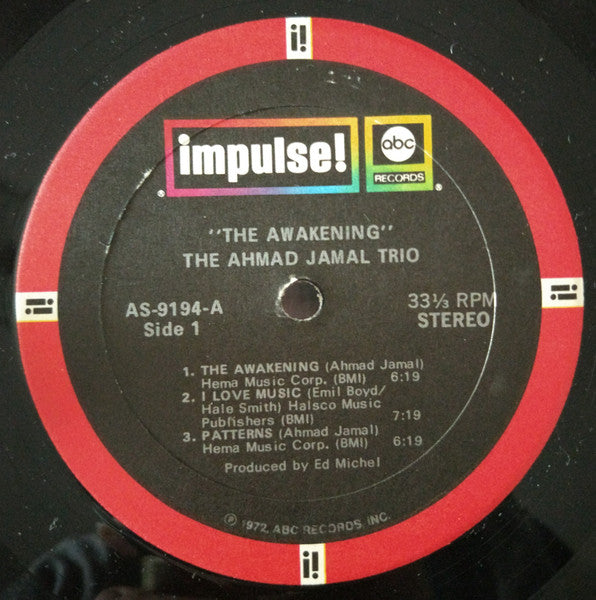 i!
impulse!
abc
RECORDS
®
®
"THE AWAKENING"
THE AHMAD JAMAL TRIO
AS-9194-A
Side 1
33⅓ RPM
STEREO
i!
i!
1. THE AWAKENING (Ahmad Jamal)
Hema Music Corp. (BMI) 6:19
2. I LOVE MUSIC (Emil Boyd/
Hale Smith) Halsco Music
Publishers (BMI) 7:19
3. PATTERNS (Ahmad Jamal)
Hema Music Corp. (BMI) 6:19
Produced by Ed Michel
℗ 1972, ABC RECORDS, INC.
i!